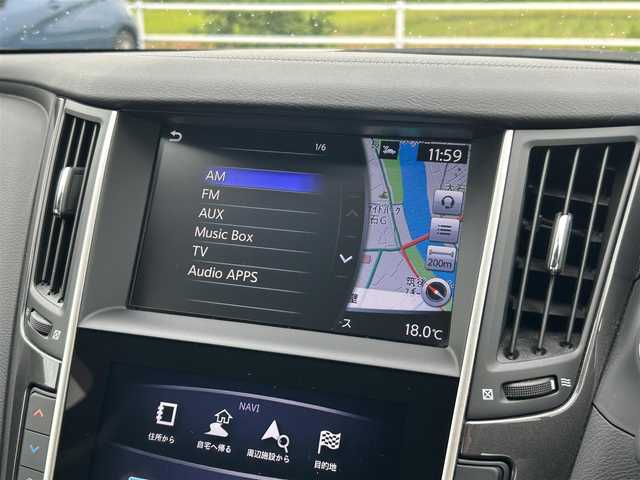 1/6
11:59
AM
FM
AUX
Music Box
TV
Audio APPS
200m
ス
18.0℃
NAVI
住所から
自宅へ帰る
周辺施設から
目的地